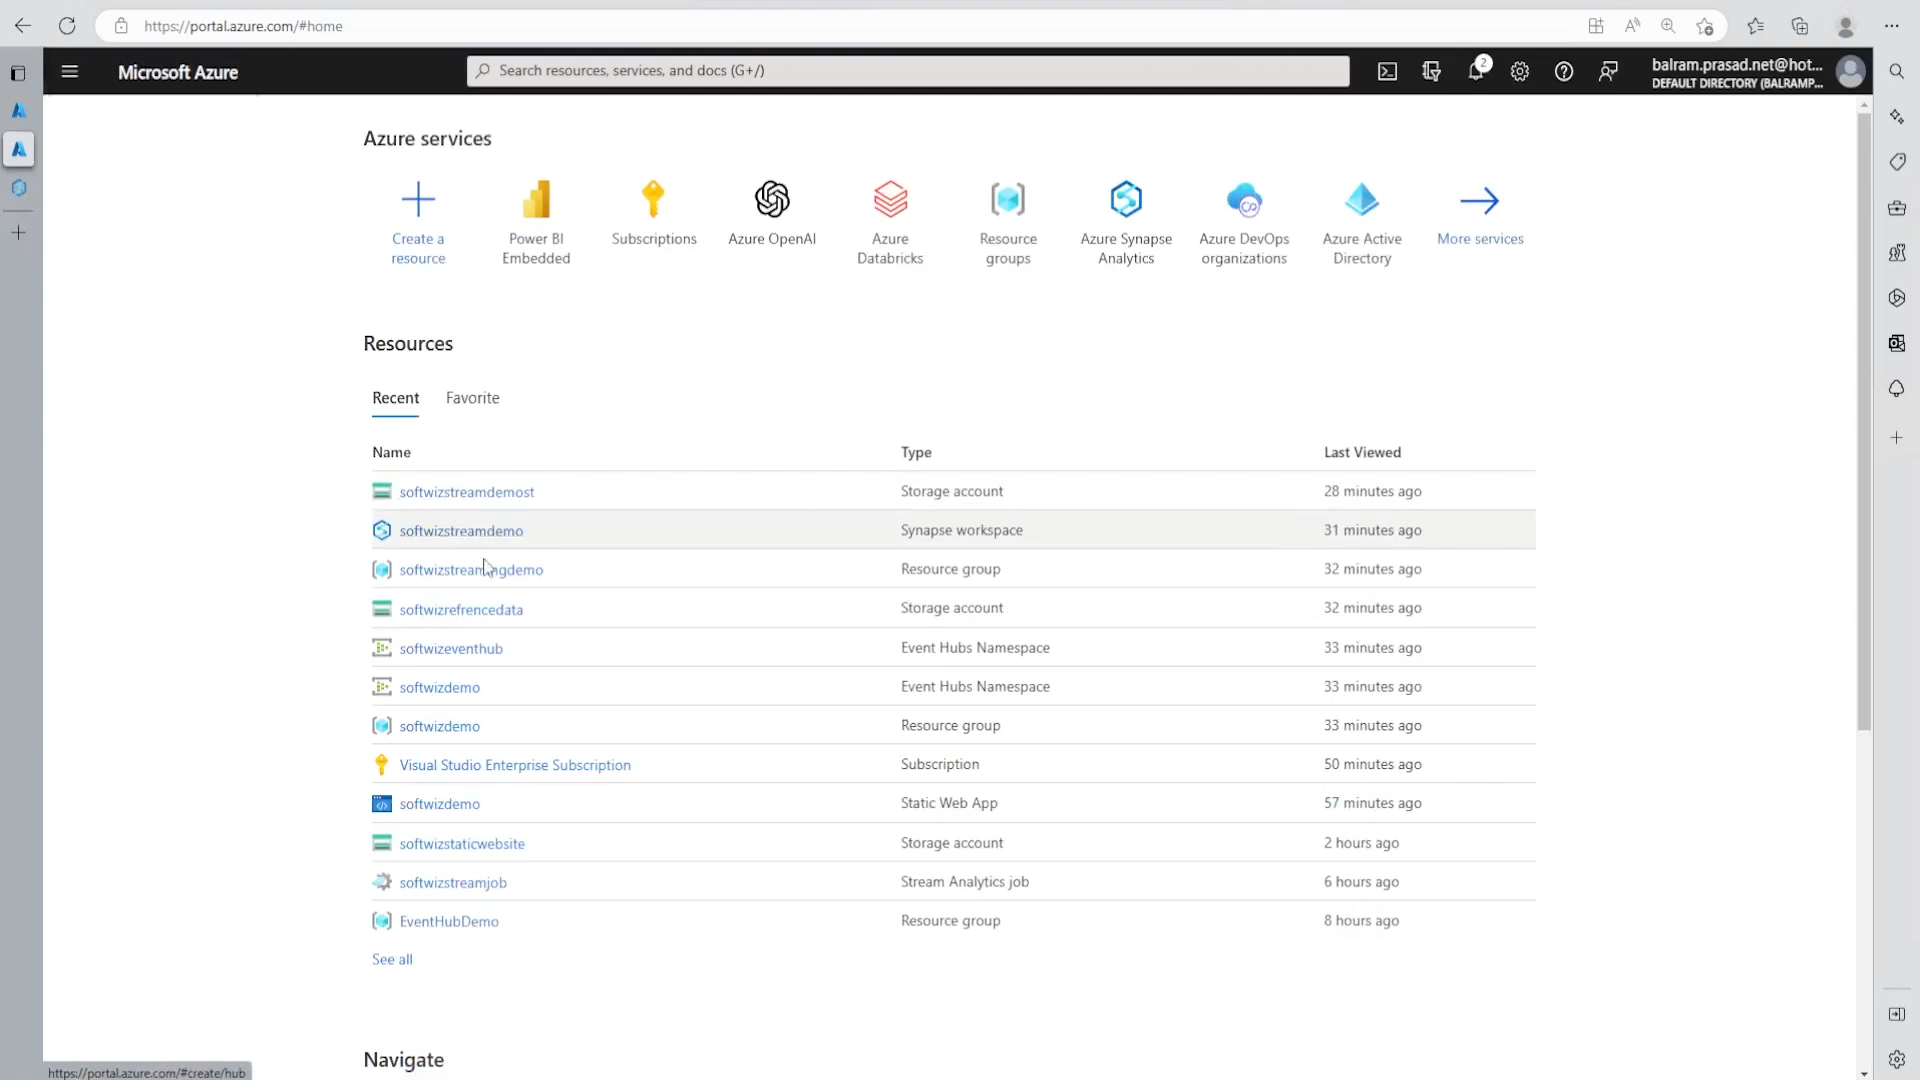 https://portal.azure.com/#home
Microsoft Azure
Search resources, services, and docs (G+/)
2
balram.prasad.net@hot...
DEFAULT DIRECTORY (BALRAMP...
Azure services
Create a resource
Power BI Embedded
Subscriptions
Azure OpenAI
Azure Databricks
Resource groups
Azure Synapse Analytics
Azure DevOps organizations
Azure Active Directory
More services
Resources
Recent Favorite
Name Type Last Viewed
softwizstreamdemost Storage account 28 minutes ago
softwizstreamdemo Synapse workspace 31 minutes ago
softwizstreamingdemo Resource group 32 minutes ago
softwizrefrencedata Storage account 32 minutes ago
softwizeventhub Event Hubs Namespace 33 minutes ago
softwizdemo Event Hubs Namespace 33 minutes ago
softwizdemo Resource group 33 minutes ago
Visual Studio Enterprise Subscription Subscription 50 minutes ago
softwizdemo Static Web App 57 minutes ago
softwizstaticwebsite Storage account 2 hours ago
softwizstreamjob Stream Analytics job 6 hours ago
EventHubDemo Resource group 8 hours ago
See all
Navigate
https://portal.azure.com/#create/hub